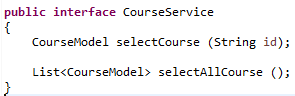 public interface CourseService
{
CourseModel selectCourse (String id);
List<CourseModel> selectAllCourse ();
}